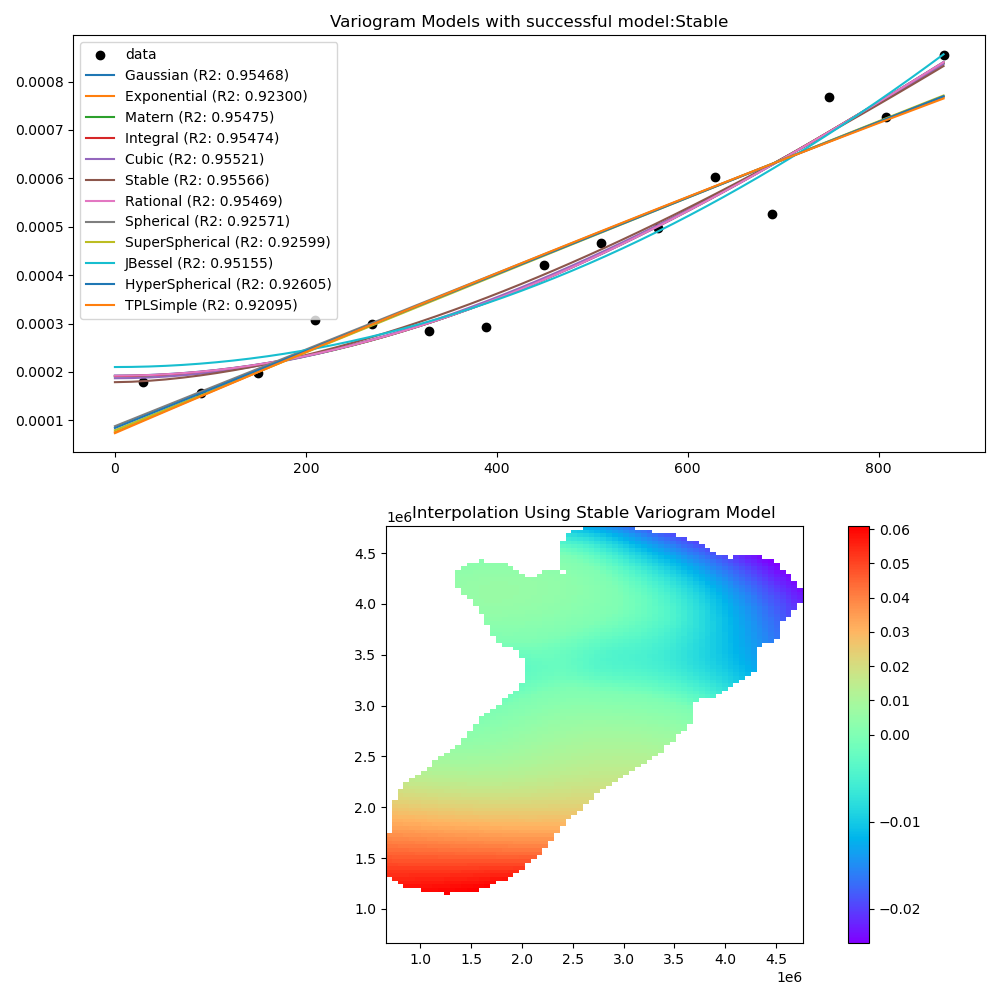 Variogram Models with successful model:Stable
data
Gaussian (R2: 0.95468)
Exponential (R2: 0.92300)
Matern (R2: 0.95475)
Integral (R2: 0.95474)
Cubic (R2: 0.95521)
Stable (R2: 0.95566)
Rational (R2: 0.95469)
Spherical (R2: 0.92571)
SuperSpherical (R2: 0.92599)
JBessel (R2: 0.95155)
HyperSpherical (R2: 0.92605)
TPLSimple (R2: 0.92095)
0.0008
0.0007
0.0006
0.0005
0.0004
0.0003
0.0002
0.0001
0 200 400 600 800
Interpolation Using Stable Variogram Model
1e6
4.5
4.0
3.5
3.0
2.5
2.0
1.5
1.0
1.0 1.5 2.0 2.5 3.0 3.5 4.0 4.5
1e6
0.06
0.05
0.04
0.03
0.02
0.01
0.00
−0.01
−0.02